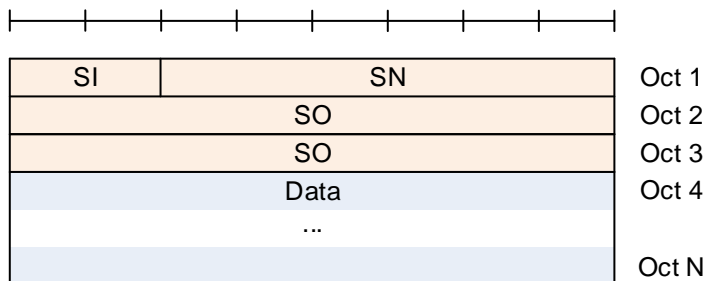 SI SN Oct 1
SO Oct 2
SO Oct 3
Data Oct 4
...
Oct N